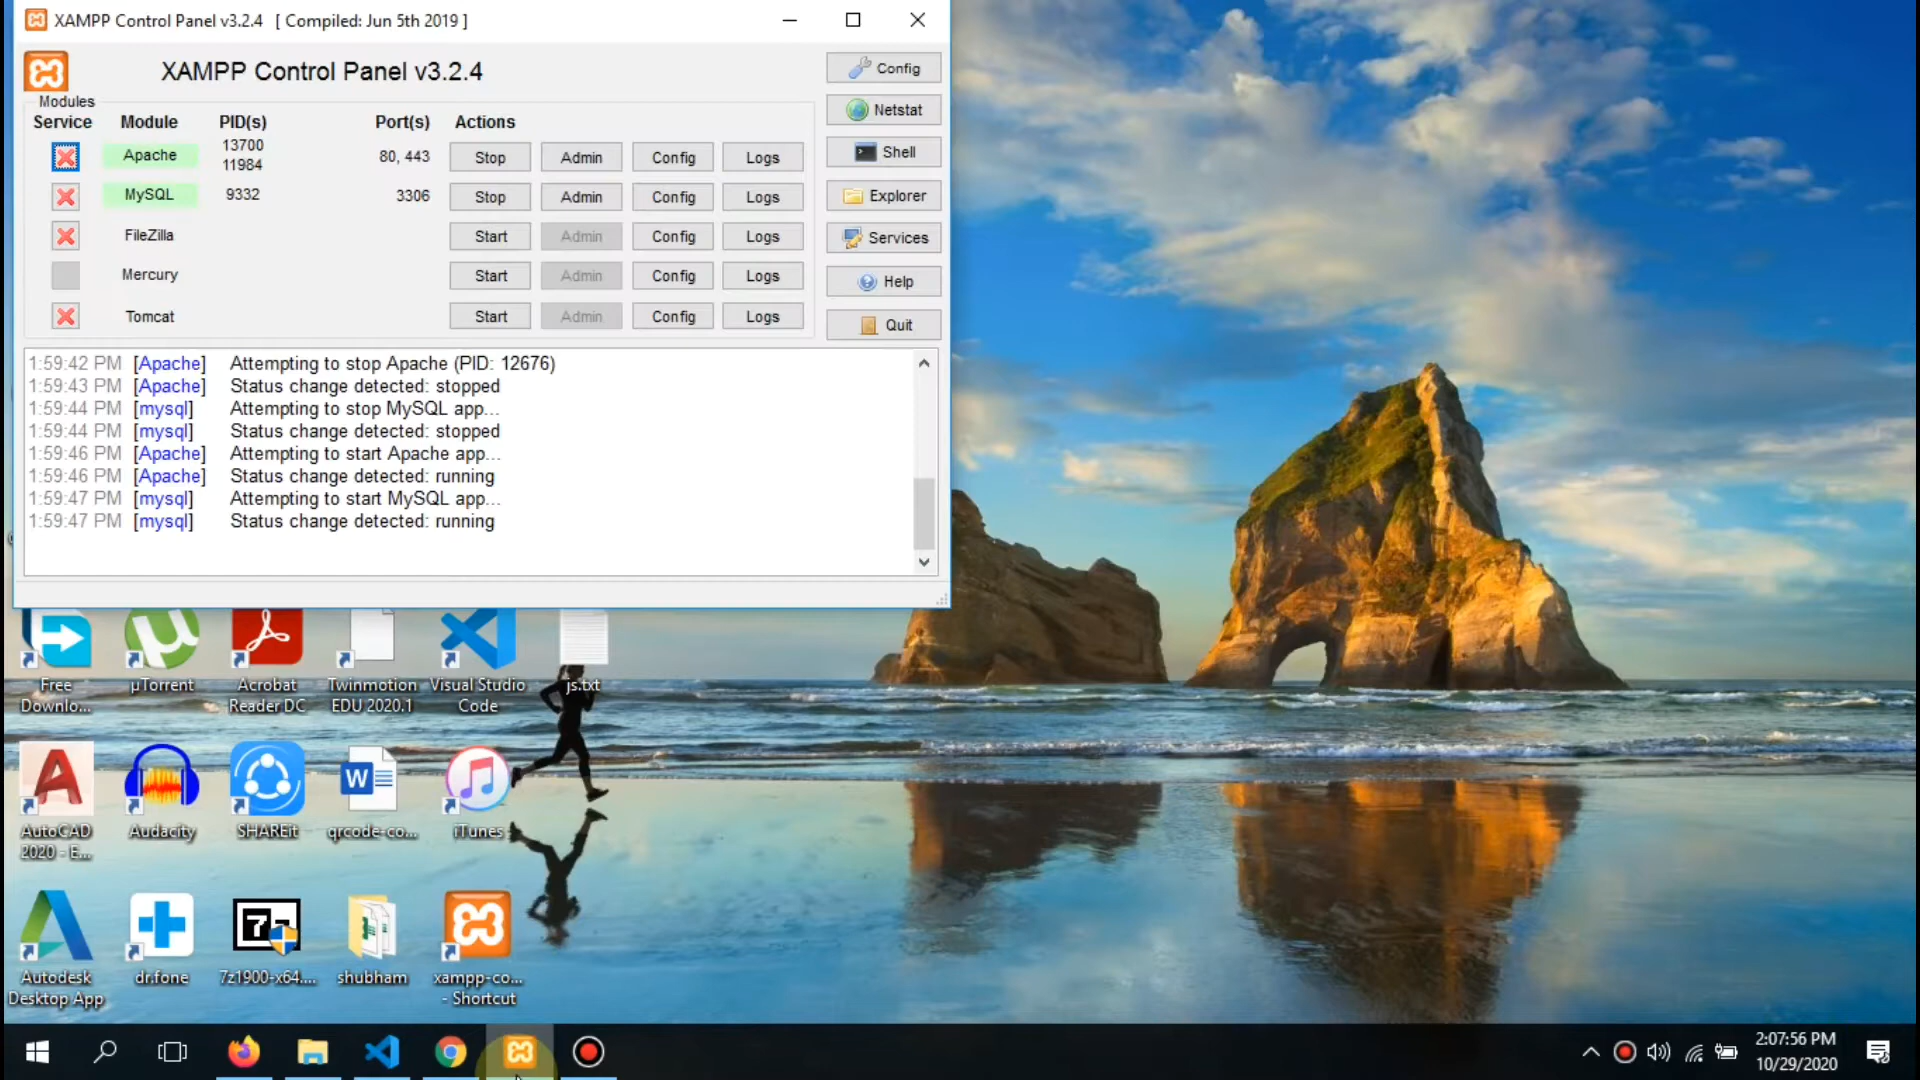 XAMPP Control Panel v3.2.4 [ Compiled: Jun 5th 2019 ]
XAMPP Control Panel v3.2.4
Config
Netstat
Shell
Explorer
Services
Help
Quit
Modules
Service Module PID(s) Port(s) Actions
Apache 13700 11984 80, 443 Stop Admin Config Logs
MySQL 9332 3306 Stop Admin Config Logs
FileZilla Start Admin Config Logs
Mercury Start Admin Config Logs
Tomcat Start Admin Config Logs
1:59:42 PM [Apache] Attempting to stop Apache (PID: 12676)
1:59:43 PM [Apache] Status change detected: stopped
1:59:44 PM [mysql] Attempting to stop MySQL app...
1:59:44 PM [mysql] Status change detected: stopped
1:59:46 PM [Apache] Attempting to start Apache app...
1:59:46 PM [Apache] Status change detected: running
1:59:47 PM [mysql] Attempting to start MySQL app...
1:59:47 PM [mysql] Status change detected: running
Free Downlo...
µTorrent
Acrobat Reader DC
Twinmotion EDU 2020.1
Visual Studio Code
js.txt
AutoCAD 2020 - E...
Audacity
SHAREit
qrcode-co...
iTunes
Autodesk Desktop App
dr.fone
7z1900-x64....
shubham
xampp-co... - Shortcut
2:07:56 PM
10/29/2020